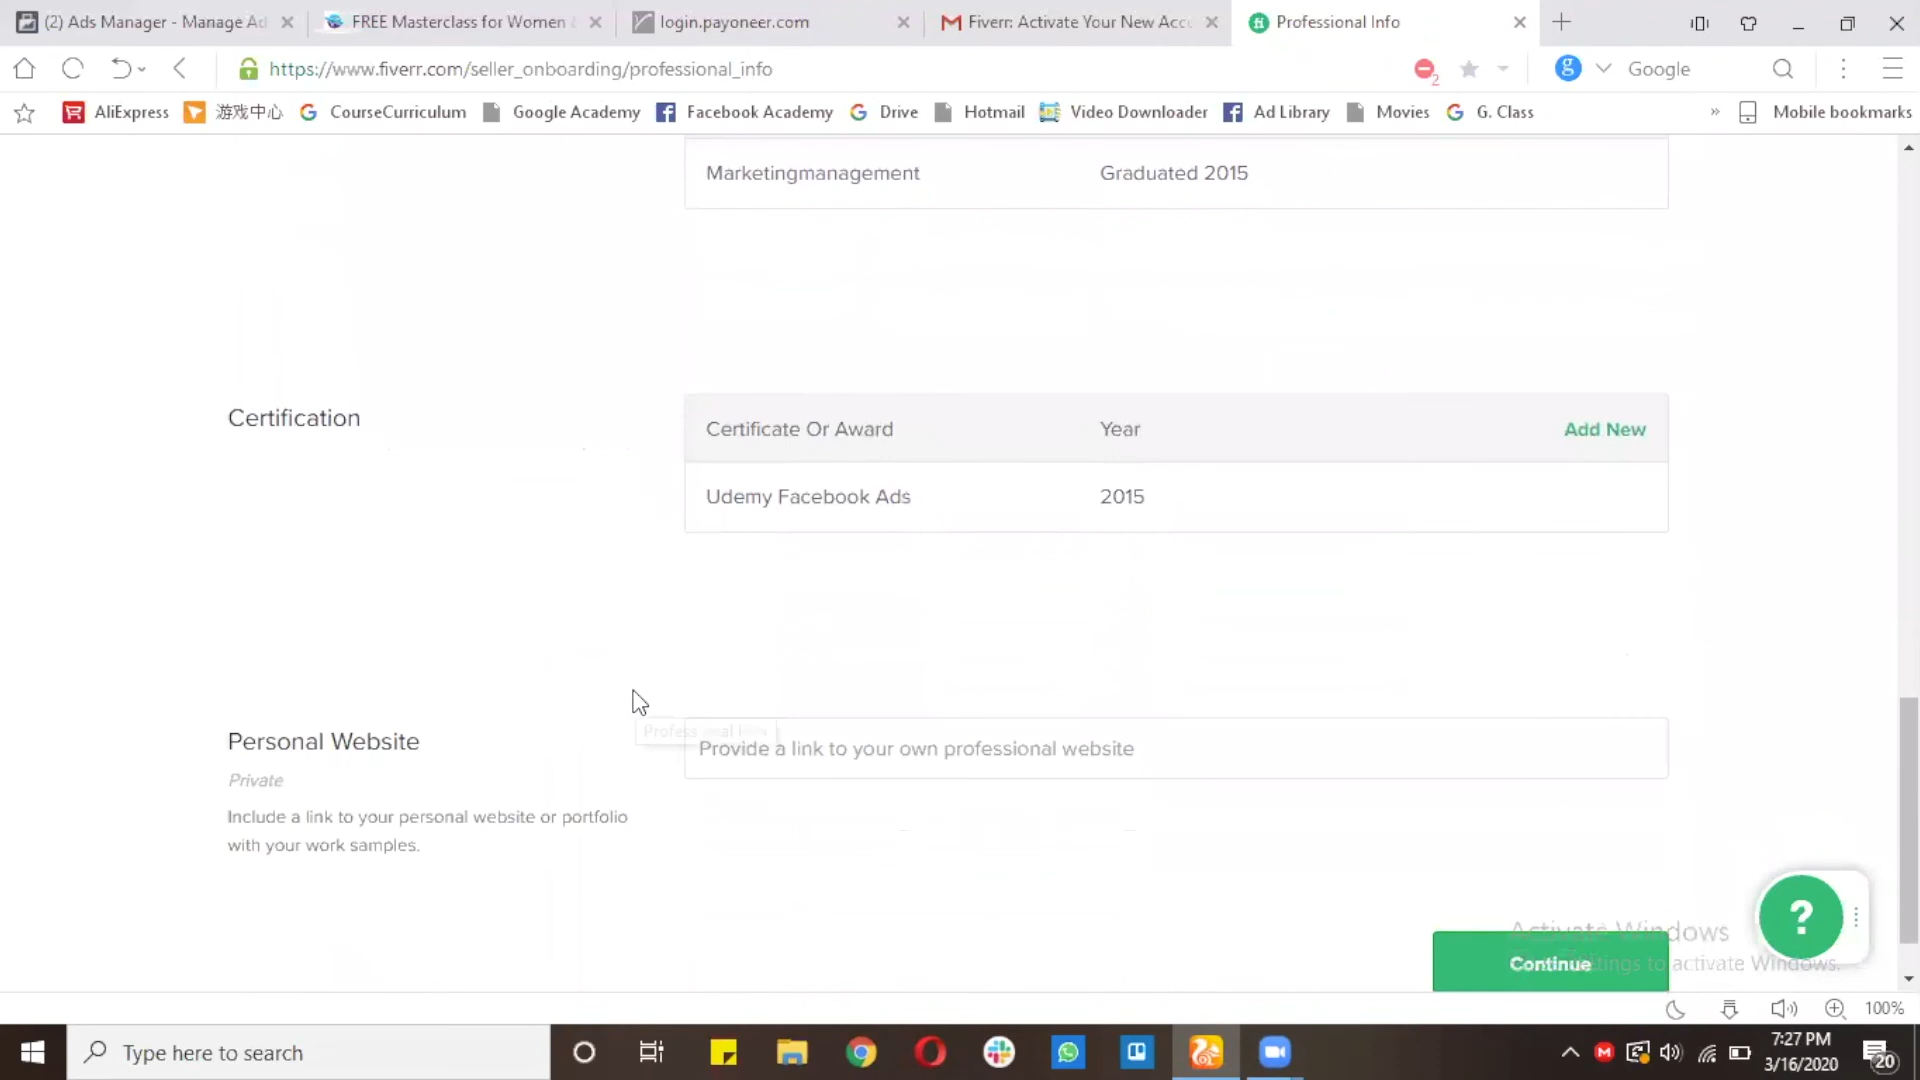 (2) Ads Manager - Manage Ad
FREE Masterclass for Women
login.payoneer.com
Fiverr: Activate Your New Acc
Professional Info
https://www.fiverr.com/seller_onboarding/professional_info
2
g
Google
AliExpress
游戏中心
CourseCurriculum
Google Academy
Facebook Academy
Drive
Hotmail
Video Downloader
Ad Library
Movies
G. Class
»
Mobile bookmarks
Marketingmanagement
Graduated 2015
Certification
Certificate Or Award
Year
Add New
Udemy Facebook Ads
2015
Personal Website
Private
Include a link to your personal website or portfolio
with your work samples.
Provide a link to your own professional website
Activate Windows
Continue
to activate Windows.
?
100%
Type here to search
7:27 PM
3/16/2020
20